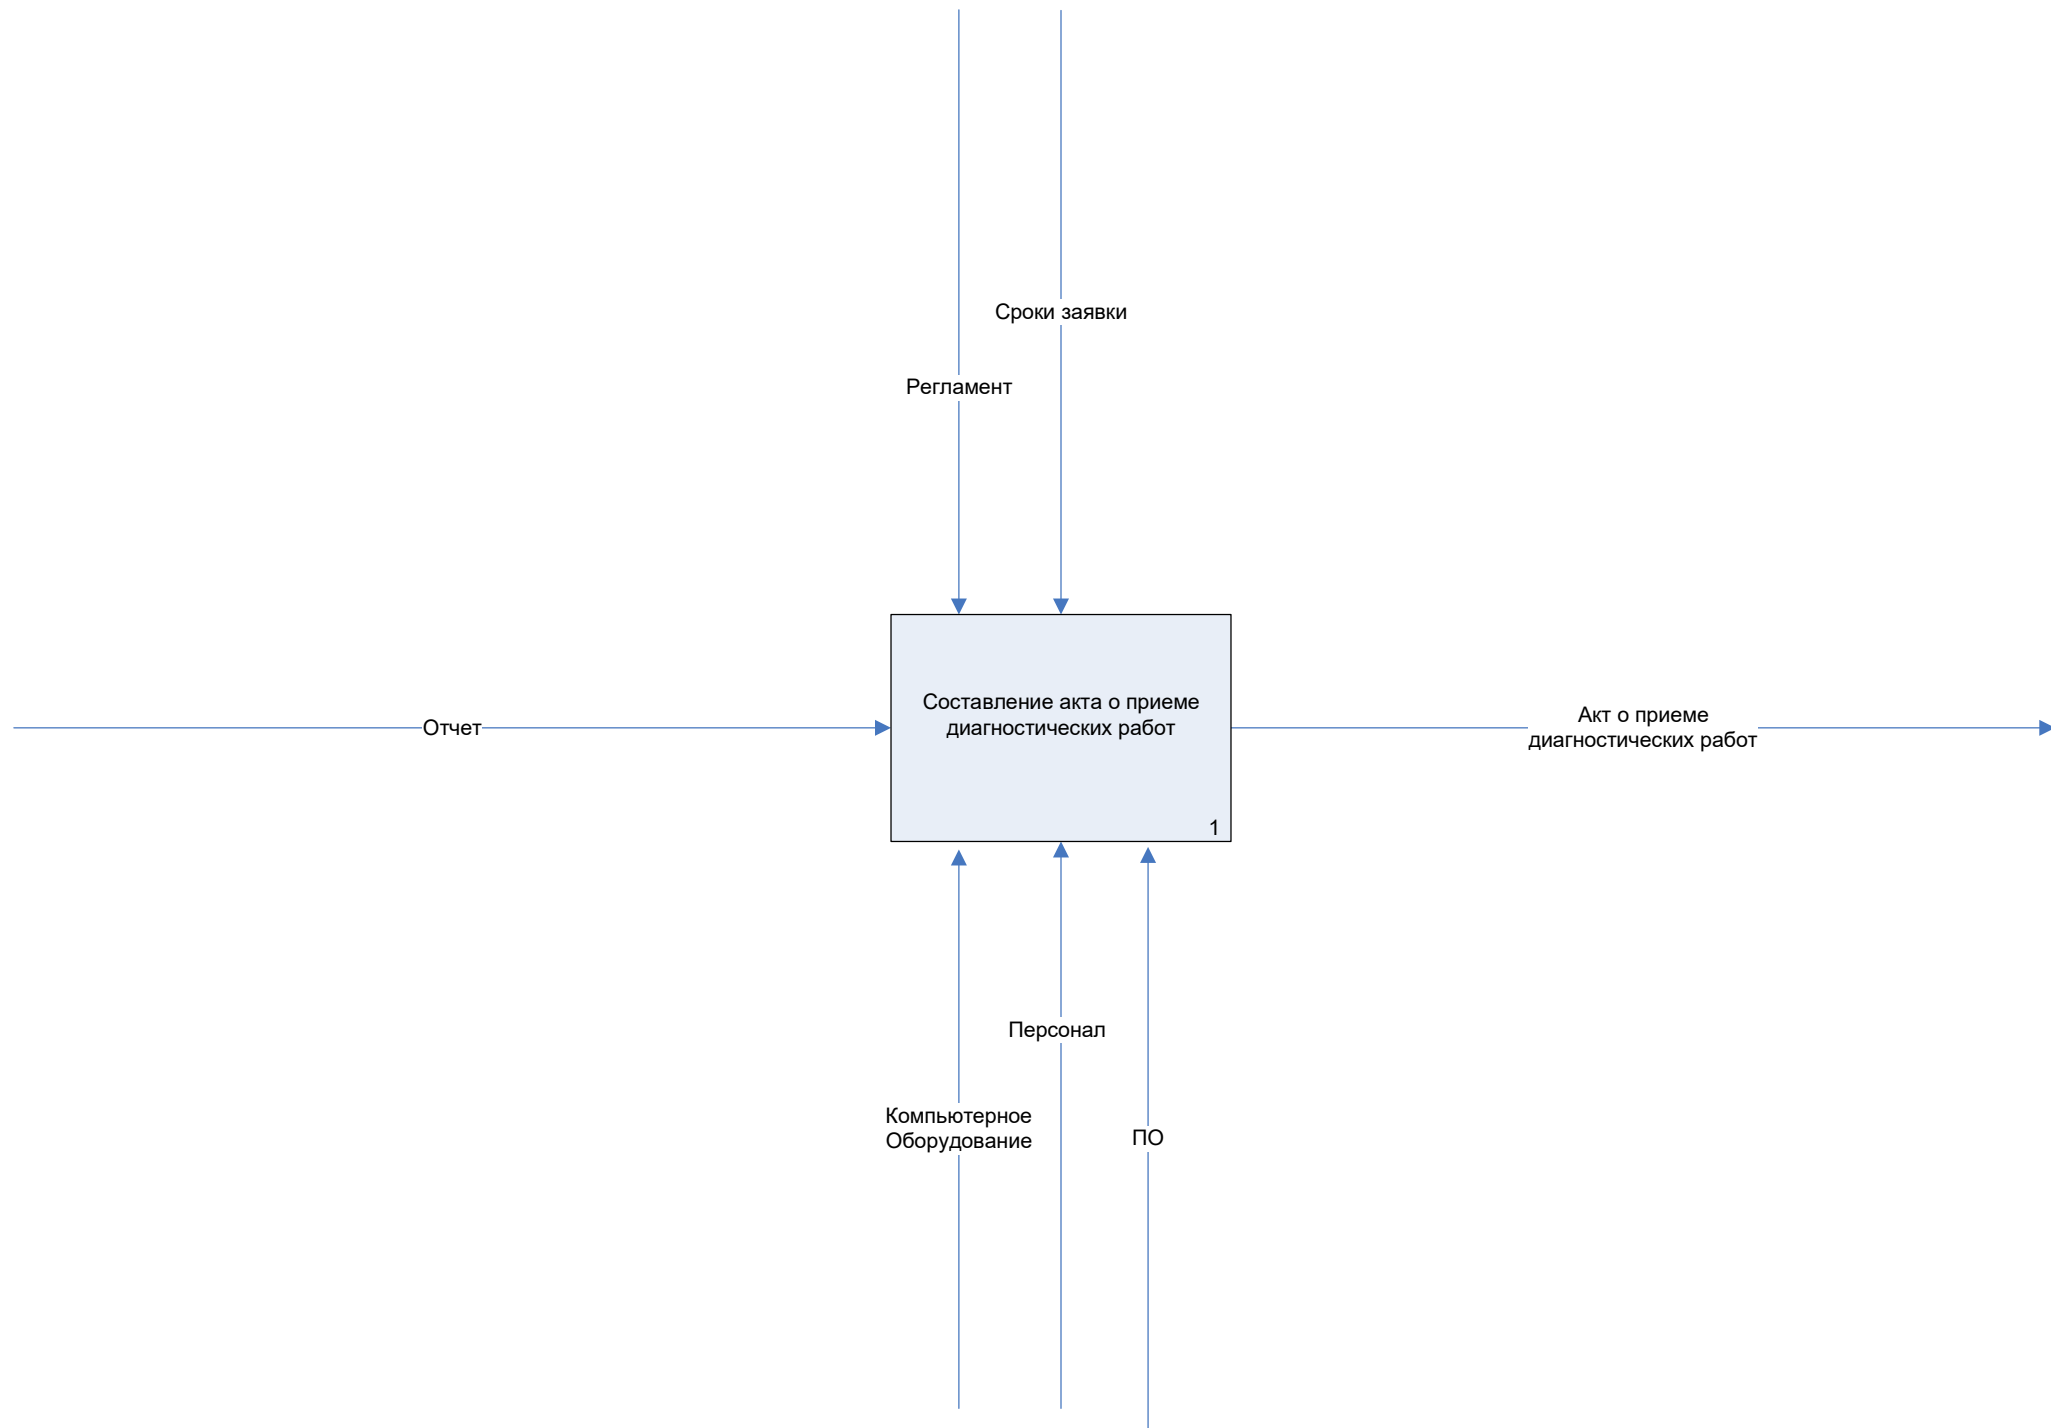 Сроки заявки
Регламент
Составление акта о приеме
диагностических работ
Отчет
Акт о приеме
диагностических работ
1
Персонал
Компьютерное
Оборудование
ПО